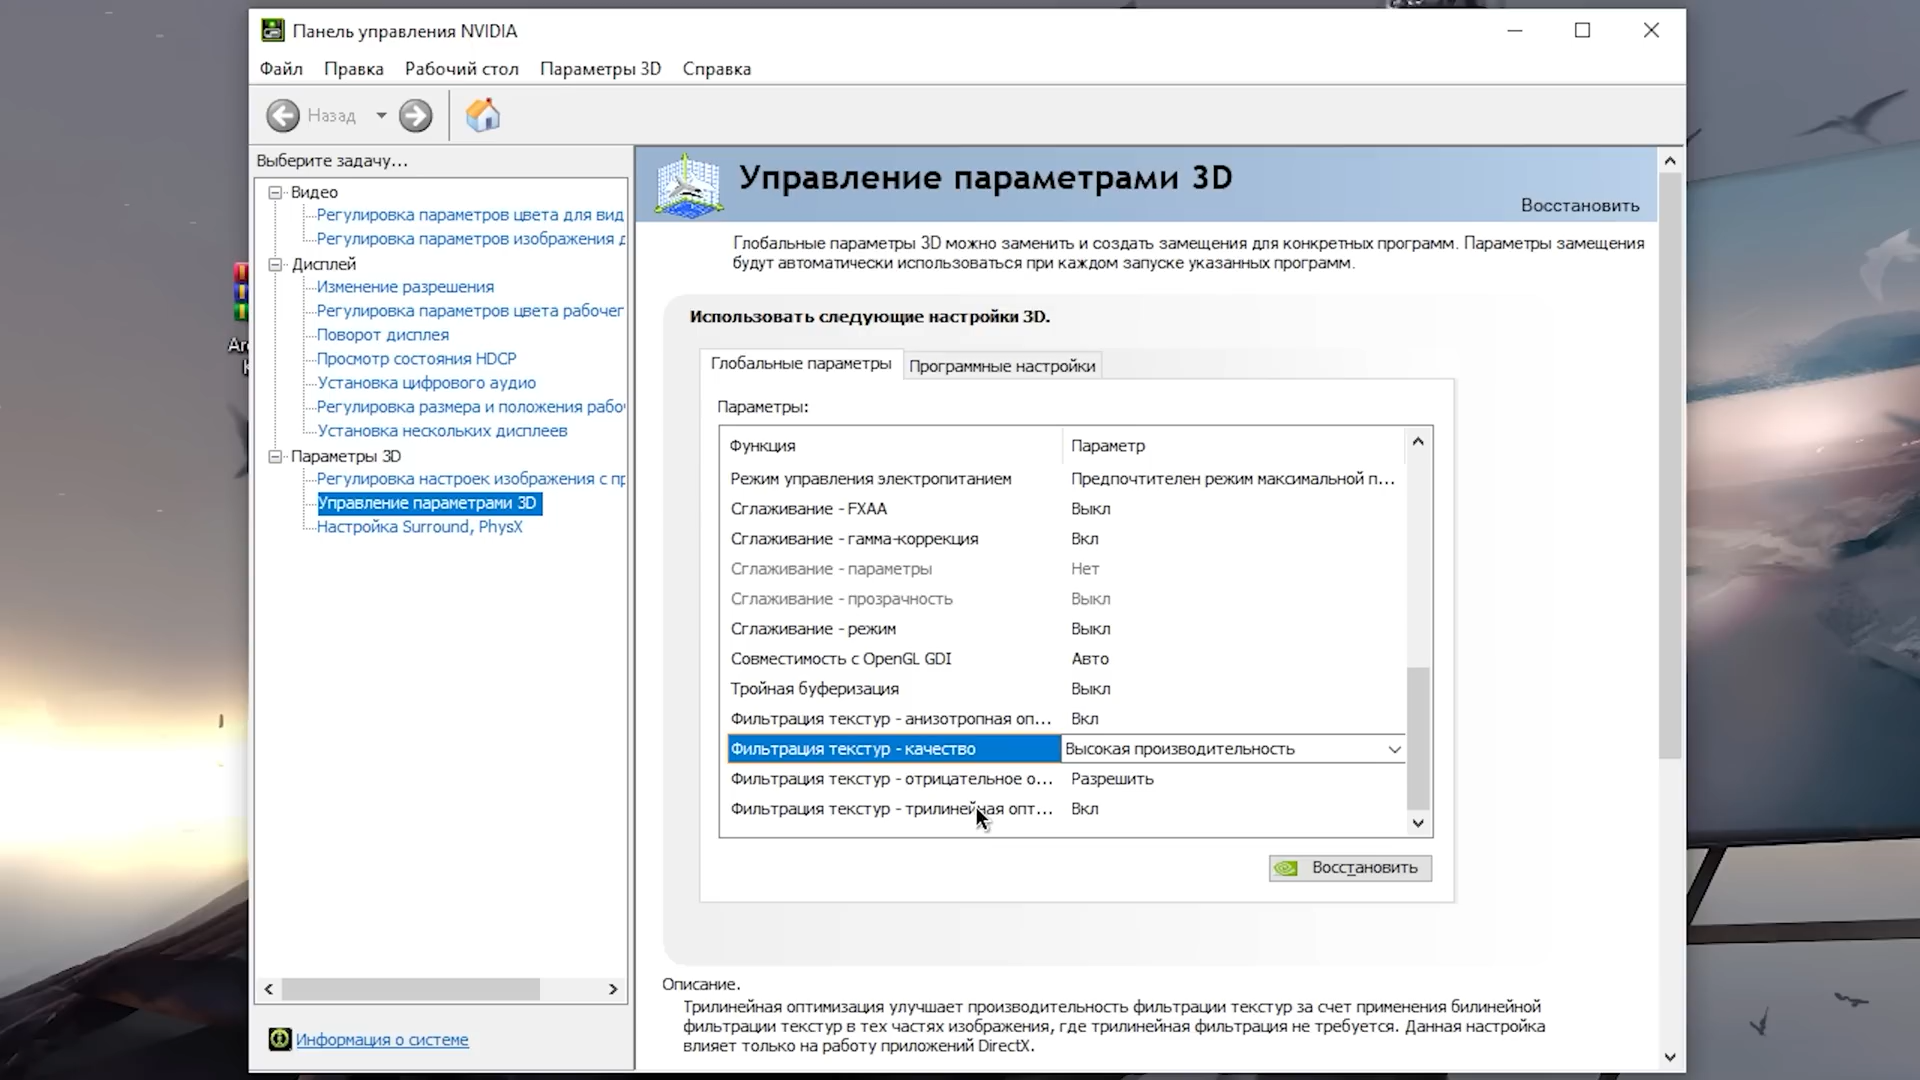 Панель управления NVIDIA
Файл Правка Рабочий стол Параметры 3D Справка
Назад
Выберите задачу...
Видео
Регулировка параметров цвета для вид
Регулировка параметров изображения д
Дисплей
Изменение разрешения
Регулировка параметров цвета рабочег
Поворот дисплея
Просмотр состояния HDCP
Установка цифрового аудио
Регулировка размера и положения рабо
Установка нескольких дисплеев
Параметры 3D
Регулировка настроек изображения с пр
Управление параметрами 3D
Настройка Surround, PhysX
Информация о системе
Управление параметрами 3D
Восстановить
Глобальные параметры 3D можно заменить и создать замещения для конкретных программ. Параметры замещения
будут автоматически использоваться при каждом запуске указанных программ.
Использовать следующие настройки 3D.
Глобальные параметры Программные настройки
Параметры:
Функция Параметр
Режим управления электропитанием Предпочтителен режим максимальной п...
Сглаживание - FXAA Выкл
Сглаживание - гамма-коррекция Вкл
Сглаживание - параметры Нет
Сглаживание - прозрачность Выкл
Сглаживание - режим Выкл
Совместимость с OpenGL GDI Авто
Тройная буферизация Выкл
Фильтрация текстур - анизотропная оп... Вкл
Фильтрация текстур - качество Высокая производительность
Фильтрация текстур - отрицательное о... Разрешить
Фильтрация текстур - трилинейная опт... Вкл
Восстановить
Описание.
Трилинейная оптимизация улучшает производительность фильтрации текстур за счет применения билинейной
фильтрации текстур в тех частях изображения, где трилинейная фильтрация не требуется. Данная настройка
влияет только на работу приложений DirectX.